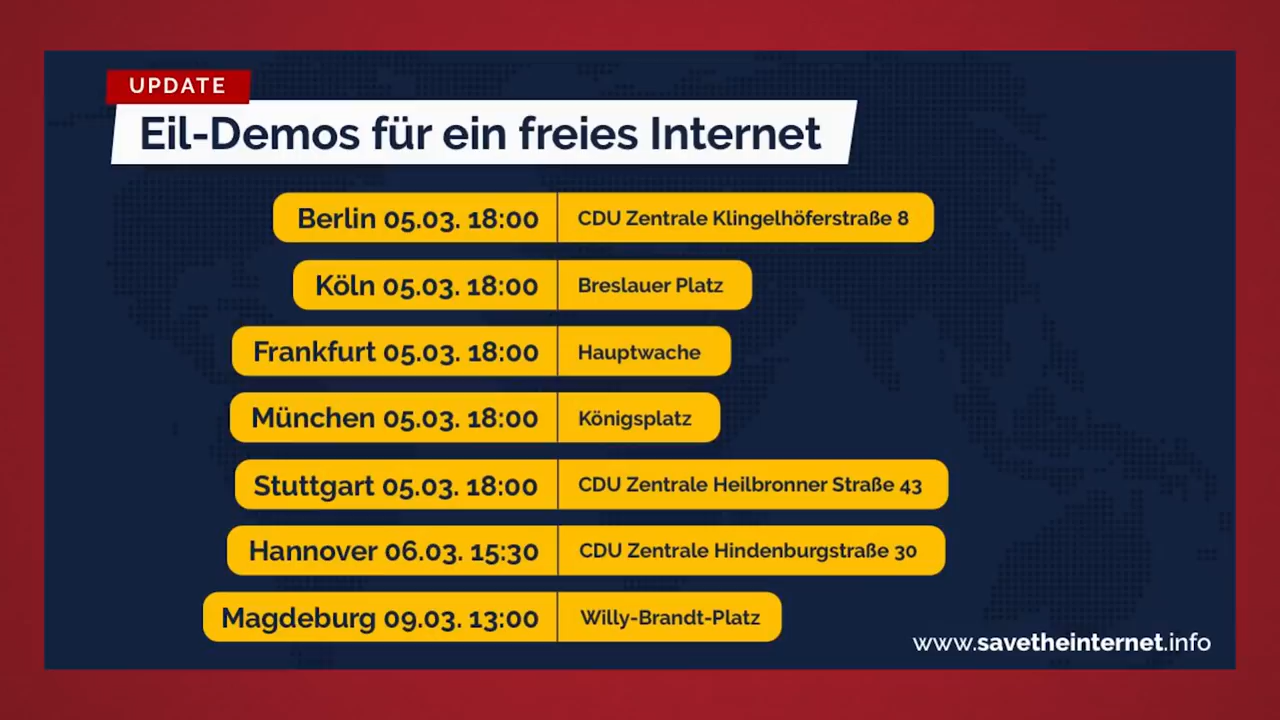 UPDATE
Eil-Demos für ein freies Internet
Berlin 05.03. 18:00 CDU Zentrale Klingelhöferstraße 8
Köln 05.03. 18:00 Breslauer Platz
Frankfurt 05.03. 18:00 Hauptwache
München 05.03. 18:00 Königsplatz
Stuttgart 05.03. 18:00 CDU Zentrale Heilbronner Straße 43
Hannover 06.03. 15:30 CDU Zentrale Hindenburgstraße 30
Magdeburg 09.03. 13:00 Willy-Brandt-Platz
www.savetheinternet.info